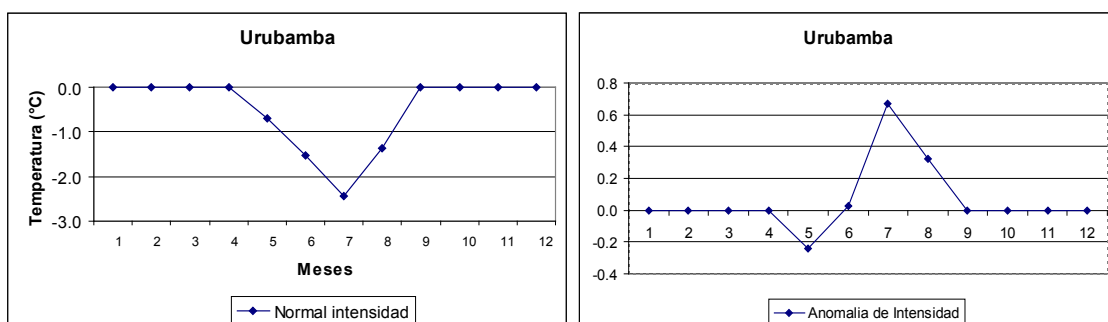 Urubamba
0.0
-1.0
-2.0
-3.0
Temperatura (°C)
1 2 3 4 5 6 7 8 9 10 11 12
Meses
Normal intensidad
Urubamba
0.8
0.6
0.4
0.2
0.0
-0.2
-0.4
1 2 3 4 5 6 7 8 9 10 11 12
Anomalia de Intensidad